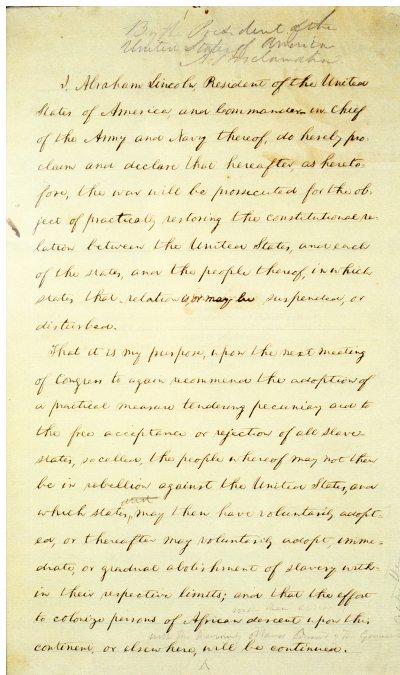 By the President of the
United States of America
A Proclamation
I, Abraham Lincoln, President of the United
States of America, and Commander-in-Chief
of the Army and Navy thereof, do hereby pro-
claim and declare that hereafter, as hereto-
fore, the war will be prosecuted for the ob-
ject of practically restoring the constitutional re-
lation between the United States, and each
of the states, and the people thereof, in which
states that relation is, or may be suspended, or
disturbed.
That it is my purpose, upon the next meeting
of Congress to again recommend the adoption of
a practical measure tendering pecuniary aid to
the free acceptance or rejection of all slave-
states, so called, the people whereof may not then
be in rebellion against the United States, and
which states, may then have voluntarily adopt-
ed, or thereafter may voluntarily adopt, imme-
diate, or gradual abolishment of slavery with-
in their respective limits; and that the effort
to colonize persons of African descent upon this
continent, or elsewhere, will be continued.